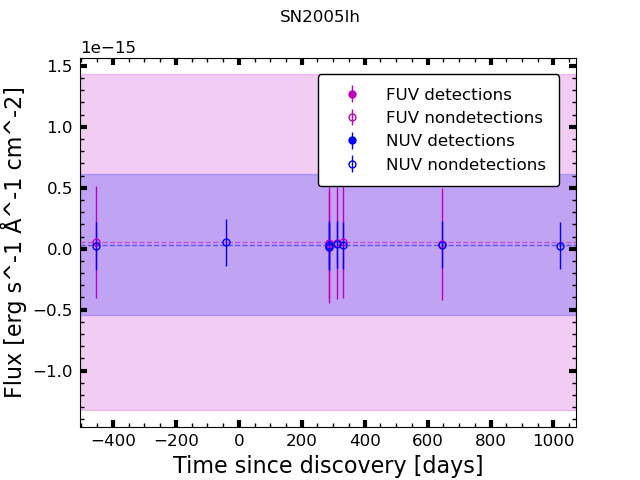 SN2005lh
1e−15
1.5
1.0
0.5
0.0
−0.5
−1.0
Flux [erg s^-1 Å^-1 cm^-2]
FUV detections
FUV nondetections
NUV detections
NUV nondetections
−400 −200 0 200 400 600 800 1000
Time since discovery [days]